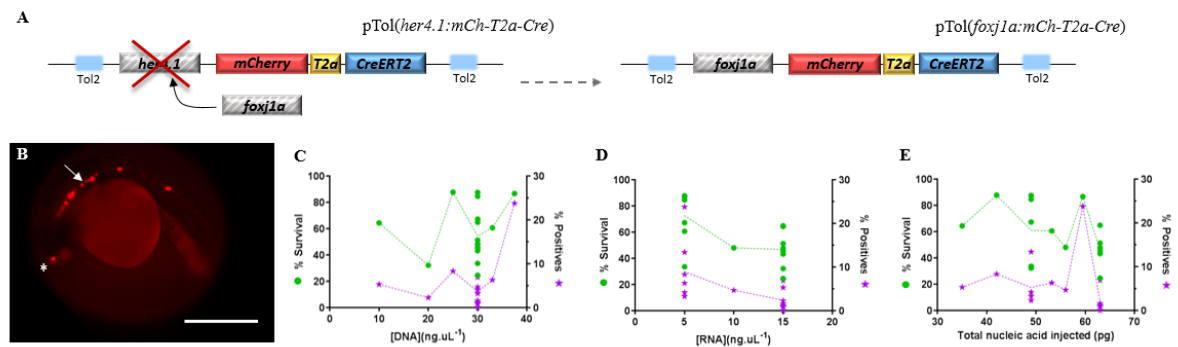 A
pTol(her4.1:mCh-T2a-Cre)
pTol(foxj1a:mCh-T2a-Cre)
Tol2 her4.1 mCherry T2a CreERT2 Tol2
foxj1a
Tol2 foxj1a mCherry T2a CreERT2 Tol2
B
*
C
% Survival
100
80
60
40
20
0
0 10 20 30 40
[DNA](ng.uL-1)
30
20
10
0
% Positives
D
% Survival
100
80
60
40
20
0
0 5 10 15 20
[RNA](ng.uL-1)
30
20
10
0
% Positives
E
% Survival
100
80
60
40
20
0
30 40 50 60 70
Total nucleic acid injected (pg)
30
20
10
0
% Positives